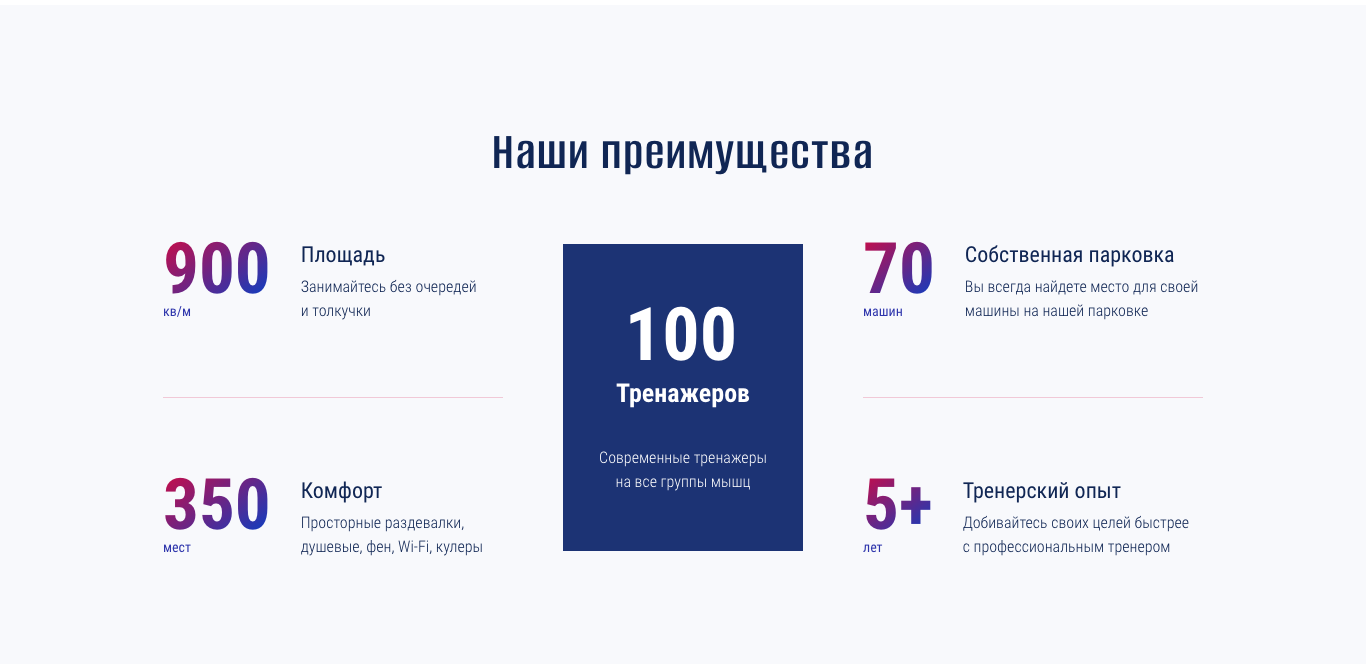 Наши преимущества
900
кв/м
Площадь
Занимайтесь без очередей
и толкучки
350
мест
Комфорт
Просторные раздевалки,
душевые, фен, Wi-Fi, кулеры
100
Тренажеров
Современные тренажеры
на все группы мышц
70
машин
Собственная парковка
Вы всегда найдете место для своей
машины на нашей парковке
5+
лет
Тренерский опыт
Добивайтесь своих целей быстрее
с профессиональным тренером